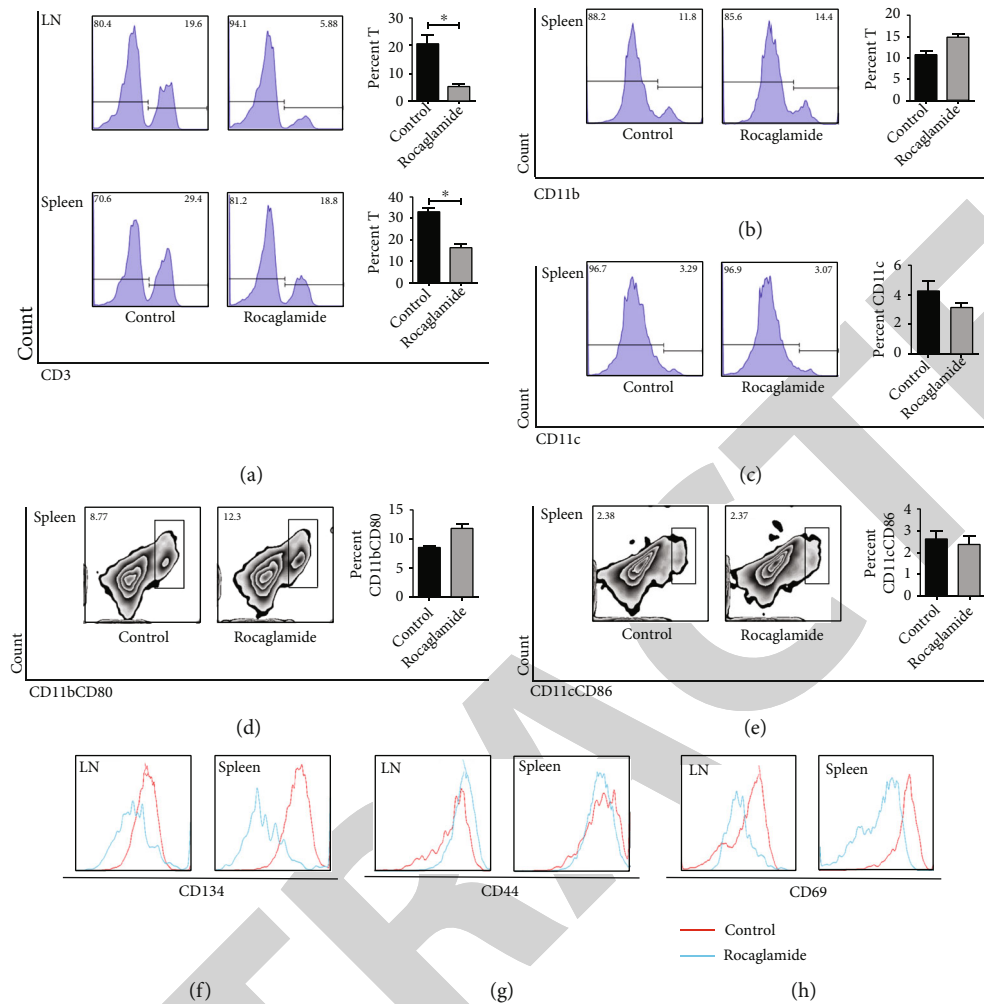 LN
80.4 19.6
94.1 5.88
Percent T
30
20
10
0
*
Control
Rocaglamide
Spleen
70.6 29.4
81.2 18.8
Control
Rocaglamide
Percent T
40
30
20
10
0
*
Control
Rocaglamide
Count
CD3
(a)
Spleen
88.2 11.8
85.6 14.4
Control
Rocaglamide
Percent T
20
15
10
5
0
Control
Rocaglamide
Count
CD11b
(b)
Spleen
96.7 3.29
96.9 3.07
Control
Rocaglamide
Percent CD11c
6
4
2
0
Control
Rocaglamide
Count
CD11c
(c)
Spleen
8.77
12.3
Control
Rocaglamide
Percent
CD11bCD80
15
10
5
0
Control
Rocaglamide
Count
CD11bCD80
(d)
Spleen
2.38
2.37
Control
Rocaglamide
Percent
CD11cCD86
4
3
2
1
0
Control
Rocaglamide
Count
CD11cCD86
(e)
LN
Spleen
CD134
(f)
LN
Spleen
CD44
(g)
LN
Spleen
CD69
Control
Rocaglamide
(h)
TRACTE